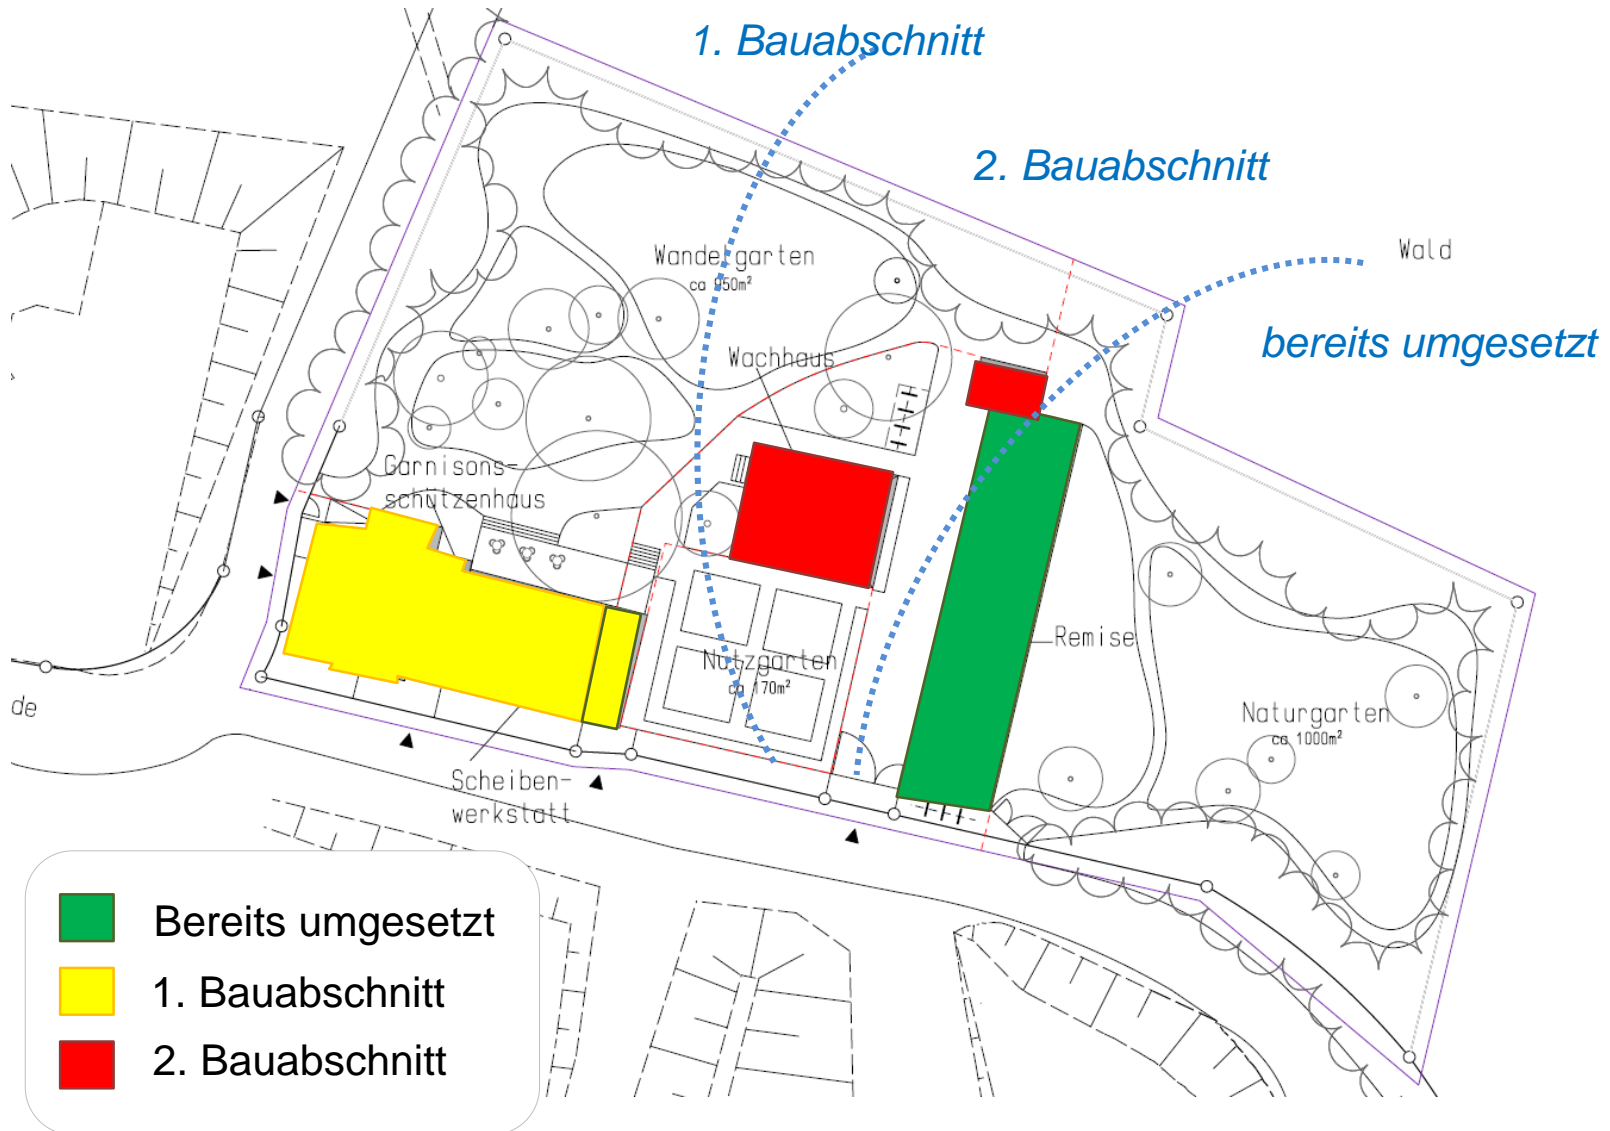 1. Bauabschnitt
2. Bauabschnitt
Wald
Wandelgarten
ca 950m²
bereits umgesetzt
Wachhaus
Garnisons-
schützenhaus
Remise
Nutzgarten
ca 170m²
de
Naturgarten
ca 1000m²
Scheiben-
werkstatt
Bereits umgesetzt
1. Bauabschnitt
2. Bauabschnitt